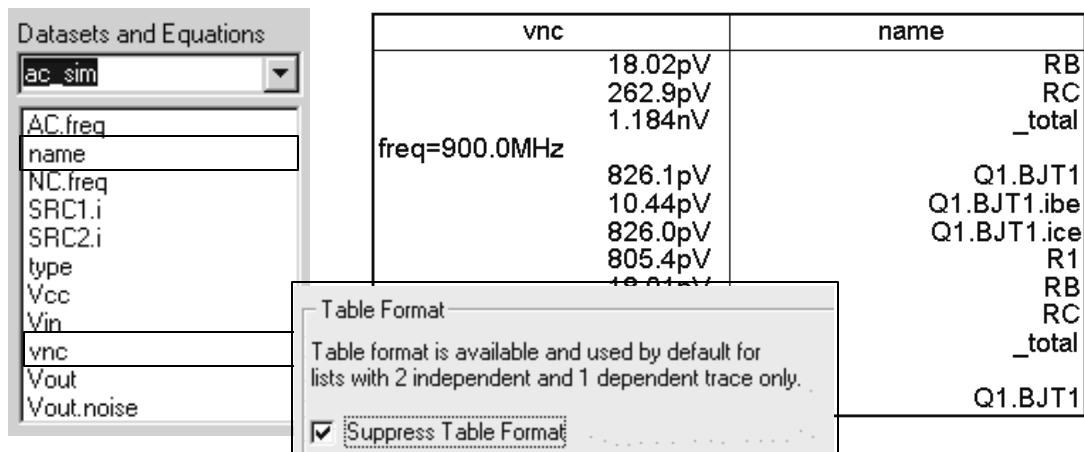 Datasets and Equations
ac_sim
AC.freq
name
NC.freq
SRC1.i
SRC2.i
type
Vcc
Vin
vnc
Vout
Vout.noise
vnc name
18.02pV RB
262.9pV RC
1.184nV _total
freq=900.0MHz
826.1pV Q1.BJT1
10.44pV Q1.BJT1.ibe
826.0pV Q1.BJT1.ice
805.4pV R1
RB
RC
_total
Q1.BJT1
Table Format
Table format is available and used by default for
lists with 2 independent and 1 dependent trace only.
Suppress Table Format